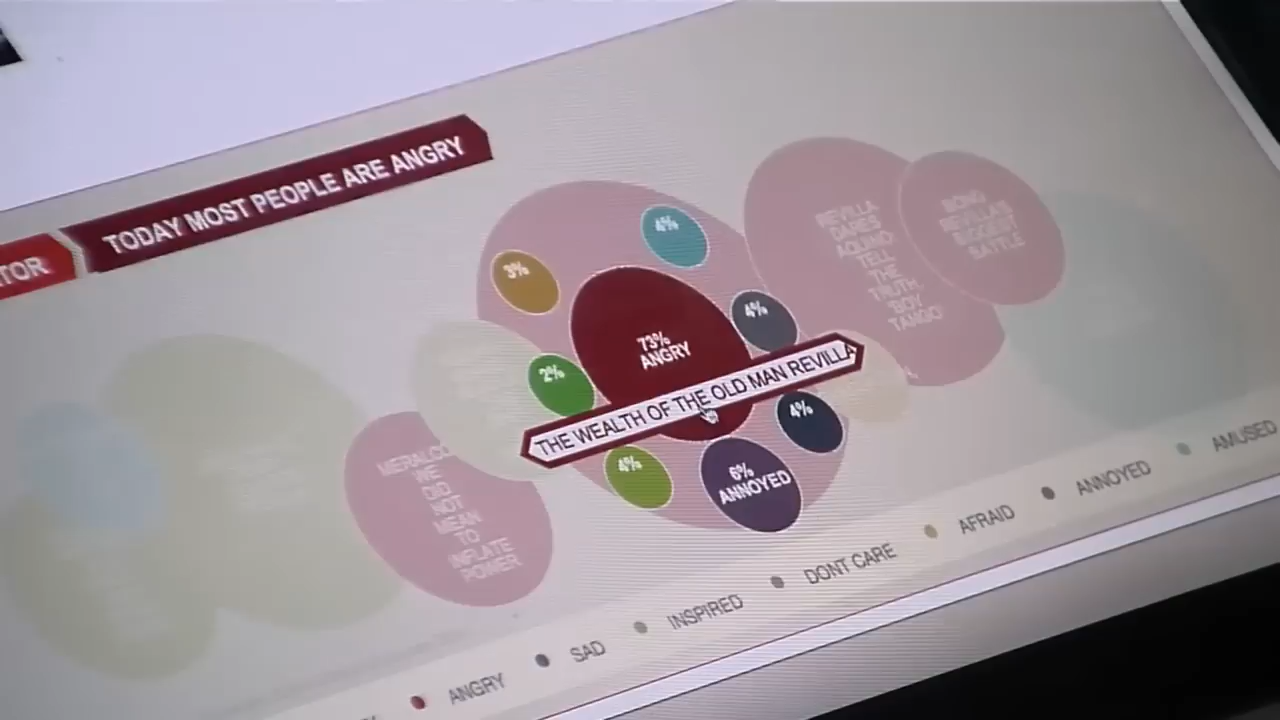 TODAY MOST PEOPLE ARE ANGRY
TOR
4%
3%
73%
ANGRY
4%
2%
THE WEALTH OF THE OLD MAN REVILLA
4%
4%
6%
ANNOYED
REVILLA
DARES
AQUINO:
TELL
THE
TRUTH,
'BOY
TANGO'
BONG
REVILLA'S
BIGGEST
BATTLE
MERALCO:
WE
DID
NOT
MEAN
TO
INFLATE
POWER
ANGRY
SAD
INSPIRED
DONT CARE
AFRAID
ANNOYED
AMUSED